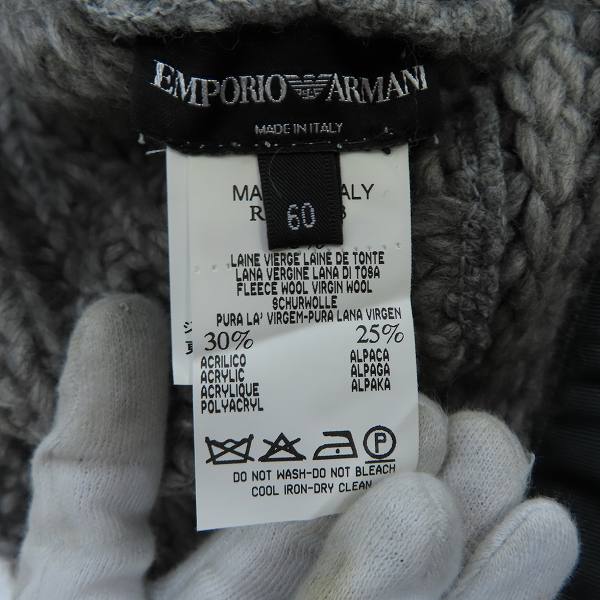 EMPORIO ARMANI
MADE IN ITALY
60
LAINE VIERGE LAINE DE TONTE
LANA VERGINE LANA DI TOSA
FLEECE WOOL VIRGIN WOOL
SCHURWOLLE
PURA LA' VIRGEM-PURA LANA VIRGEN
30% 25%
ACRILICO ALPACA
ACRYLIC ALPAGA
ACRYLIQUE ALPAKA
POLYACRYL
P
DO NOT WASH-DO NOT BLEACH
COOL IRON-DRY CLEAN